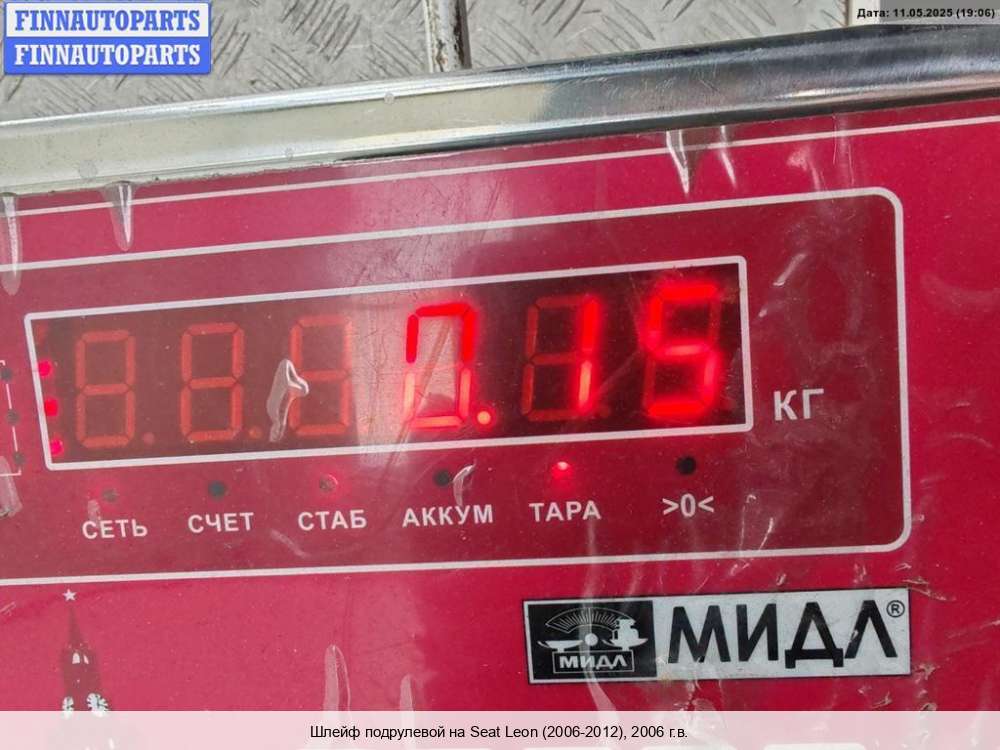 FINNAUTOPARTS
FINNAUTOPARTS
Дата: 11.05.2025 (19:06)
0.15
КГ
СЕТЬ СЧЕТ СТАБ АККУМ ТАРА >0<
МИДЛ МИДЛ®
Шлейф подрулевой на Seat Leon (2006-2012), 2006 г.в.